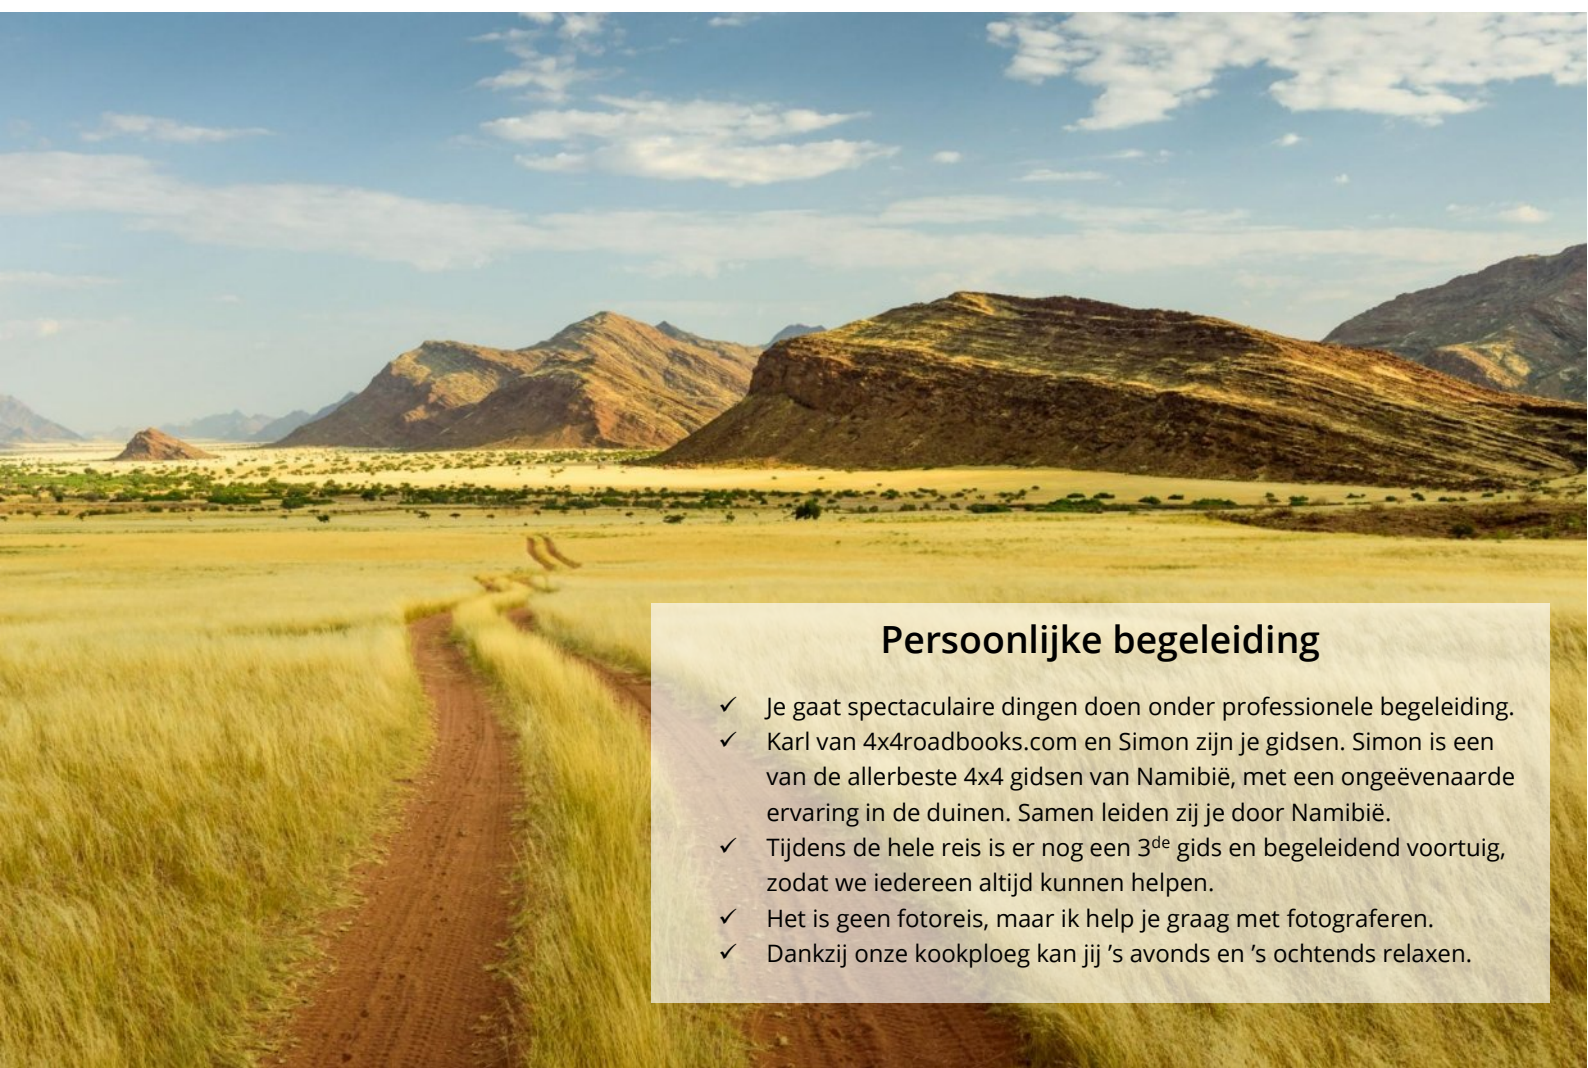 Persoonlijke begeleiding
✓ Je gaat spectaculaire dingen doen onder professionele begeleiding.
✓ Karl van 4x4roadbooks.com en Simon zijn je gidsen. Simon is een
van de allerbeste 4x4 gidsen van Namibië, met een ongeëvenaarde
ervaring in de duinen. Samen leiden zij je door Namibië.
✓ Tijdens de hele reis is er nog een 3de gids en begeleidend voortuig,
zodat we iedereen altijd kunnen helpen.
✓ Het is geen fotoreis, maar ik help je graag met fotograferen.
✓ Dankzij onze kookploeg kan jij ’s avonds en ’s ochtends relaxen.